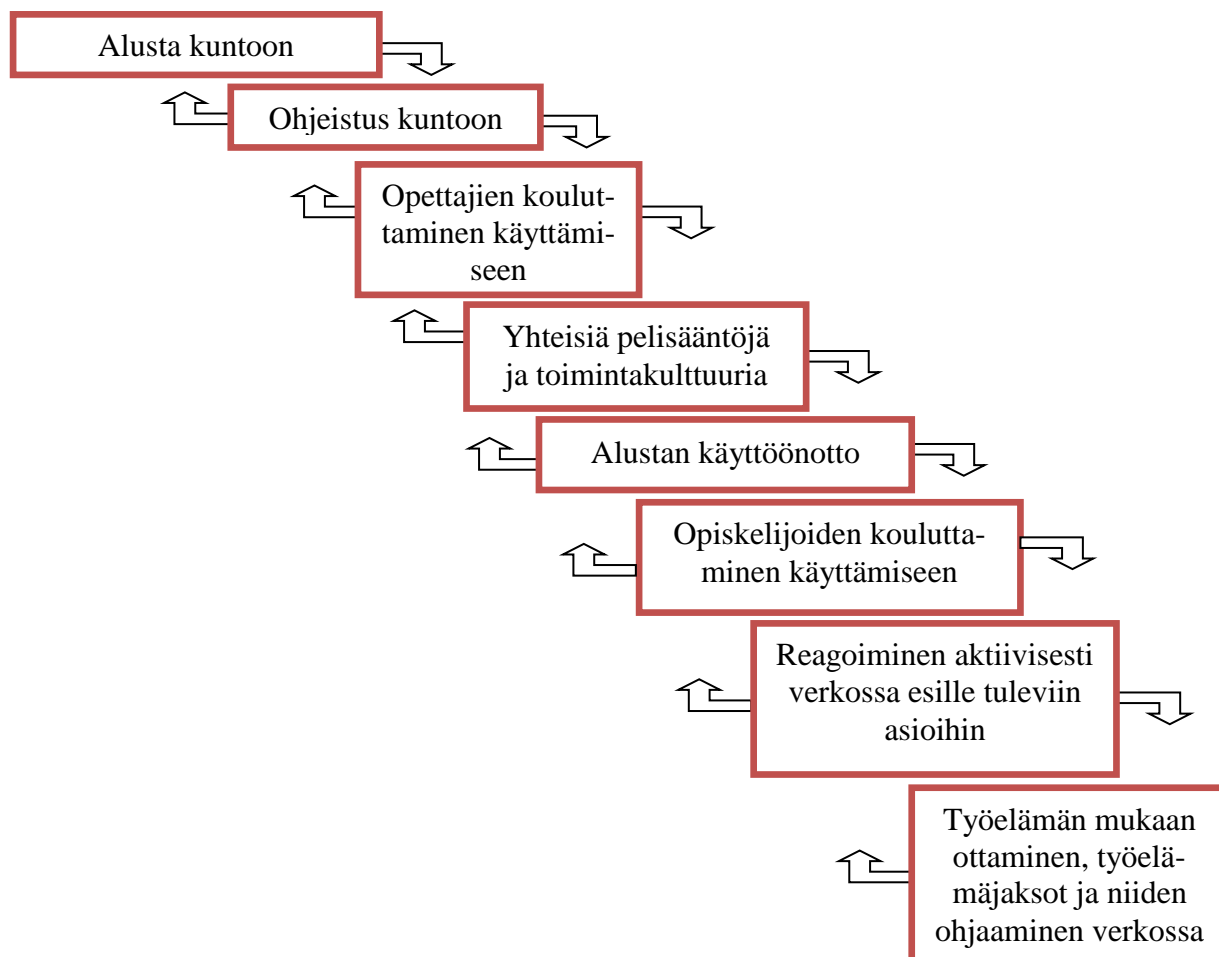 Alusta kuntoon
Ohjeistus kuntoon
Opettajien koulut-
taminen käyttämi-
seen
Yhteisiä pelisääntöjä
ja toimintakulttuuria
Alustan käyttöönotto
Opiskelijoiden koulutta-
minen käyttämiseen
Reagoiminen aktiivisesti
verkossa esille tuleviin
asioihin
Työelämän mukaan
ottaminen, työelä-
mäjaksot ja niiden
ohjaaminen verkossa